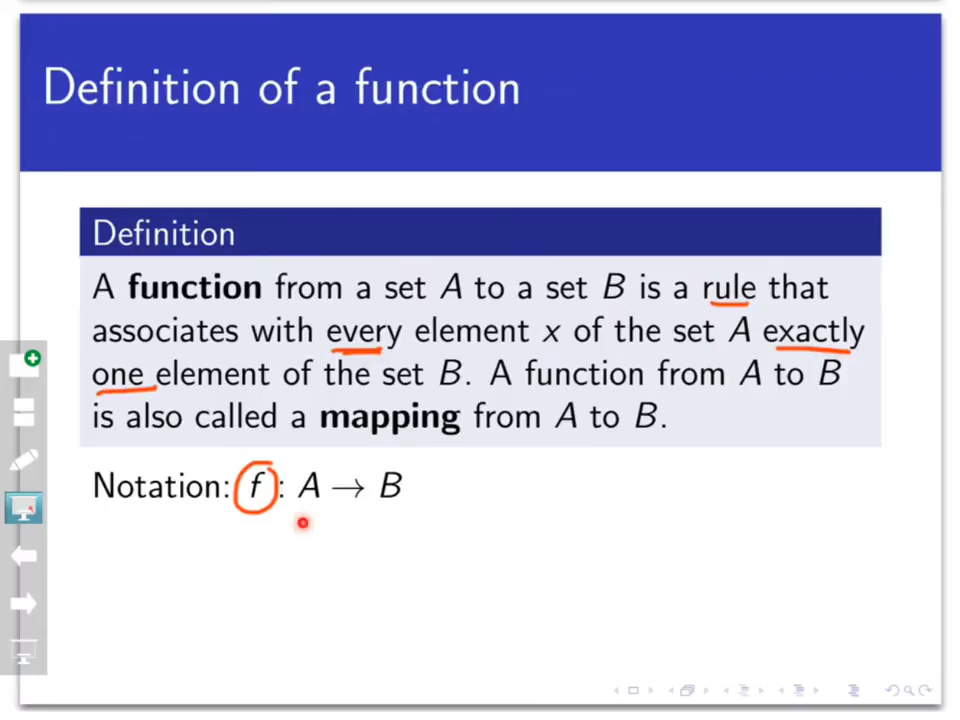 Definition of a function
Definition
A function from a set A to a set B is a rule that
associates with every element x of the set A exactly
one element of the set B. A function from A to B
is also called a mapping from A to B.
Notation: f : A → B